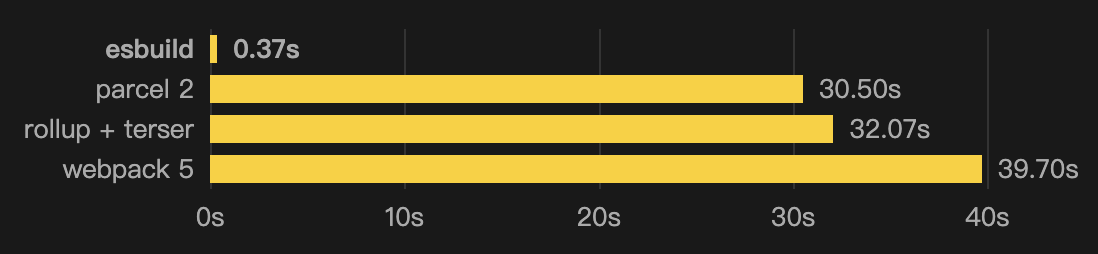 esbuild 0.37s
parcel 2 30.50s
rollup + terser 32.07s
webpack 5 39.70s
0s 10s 20s 30s 40s